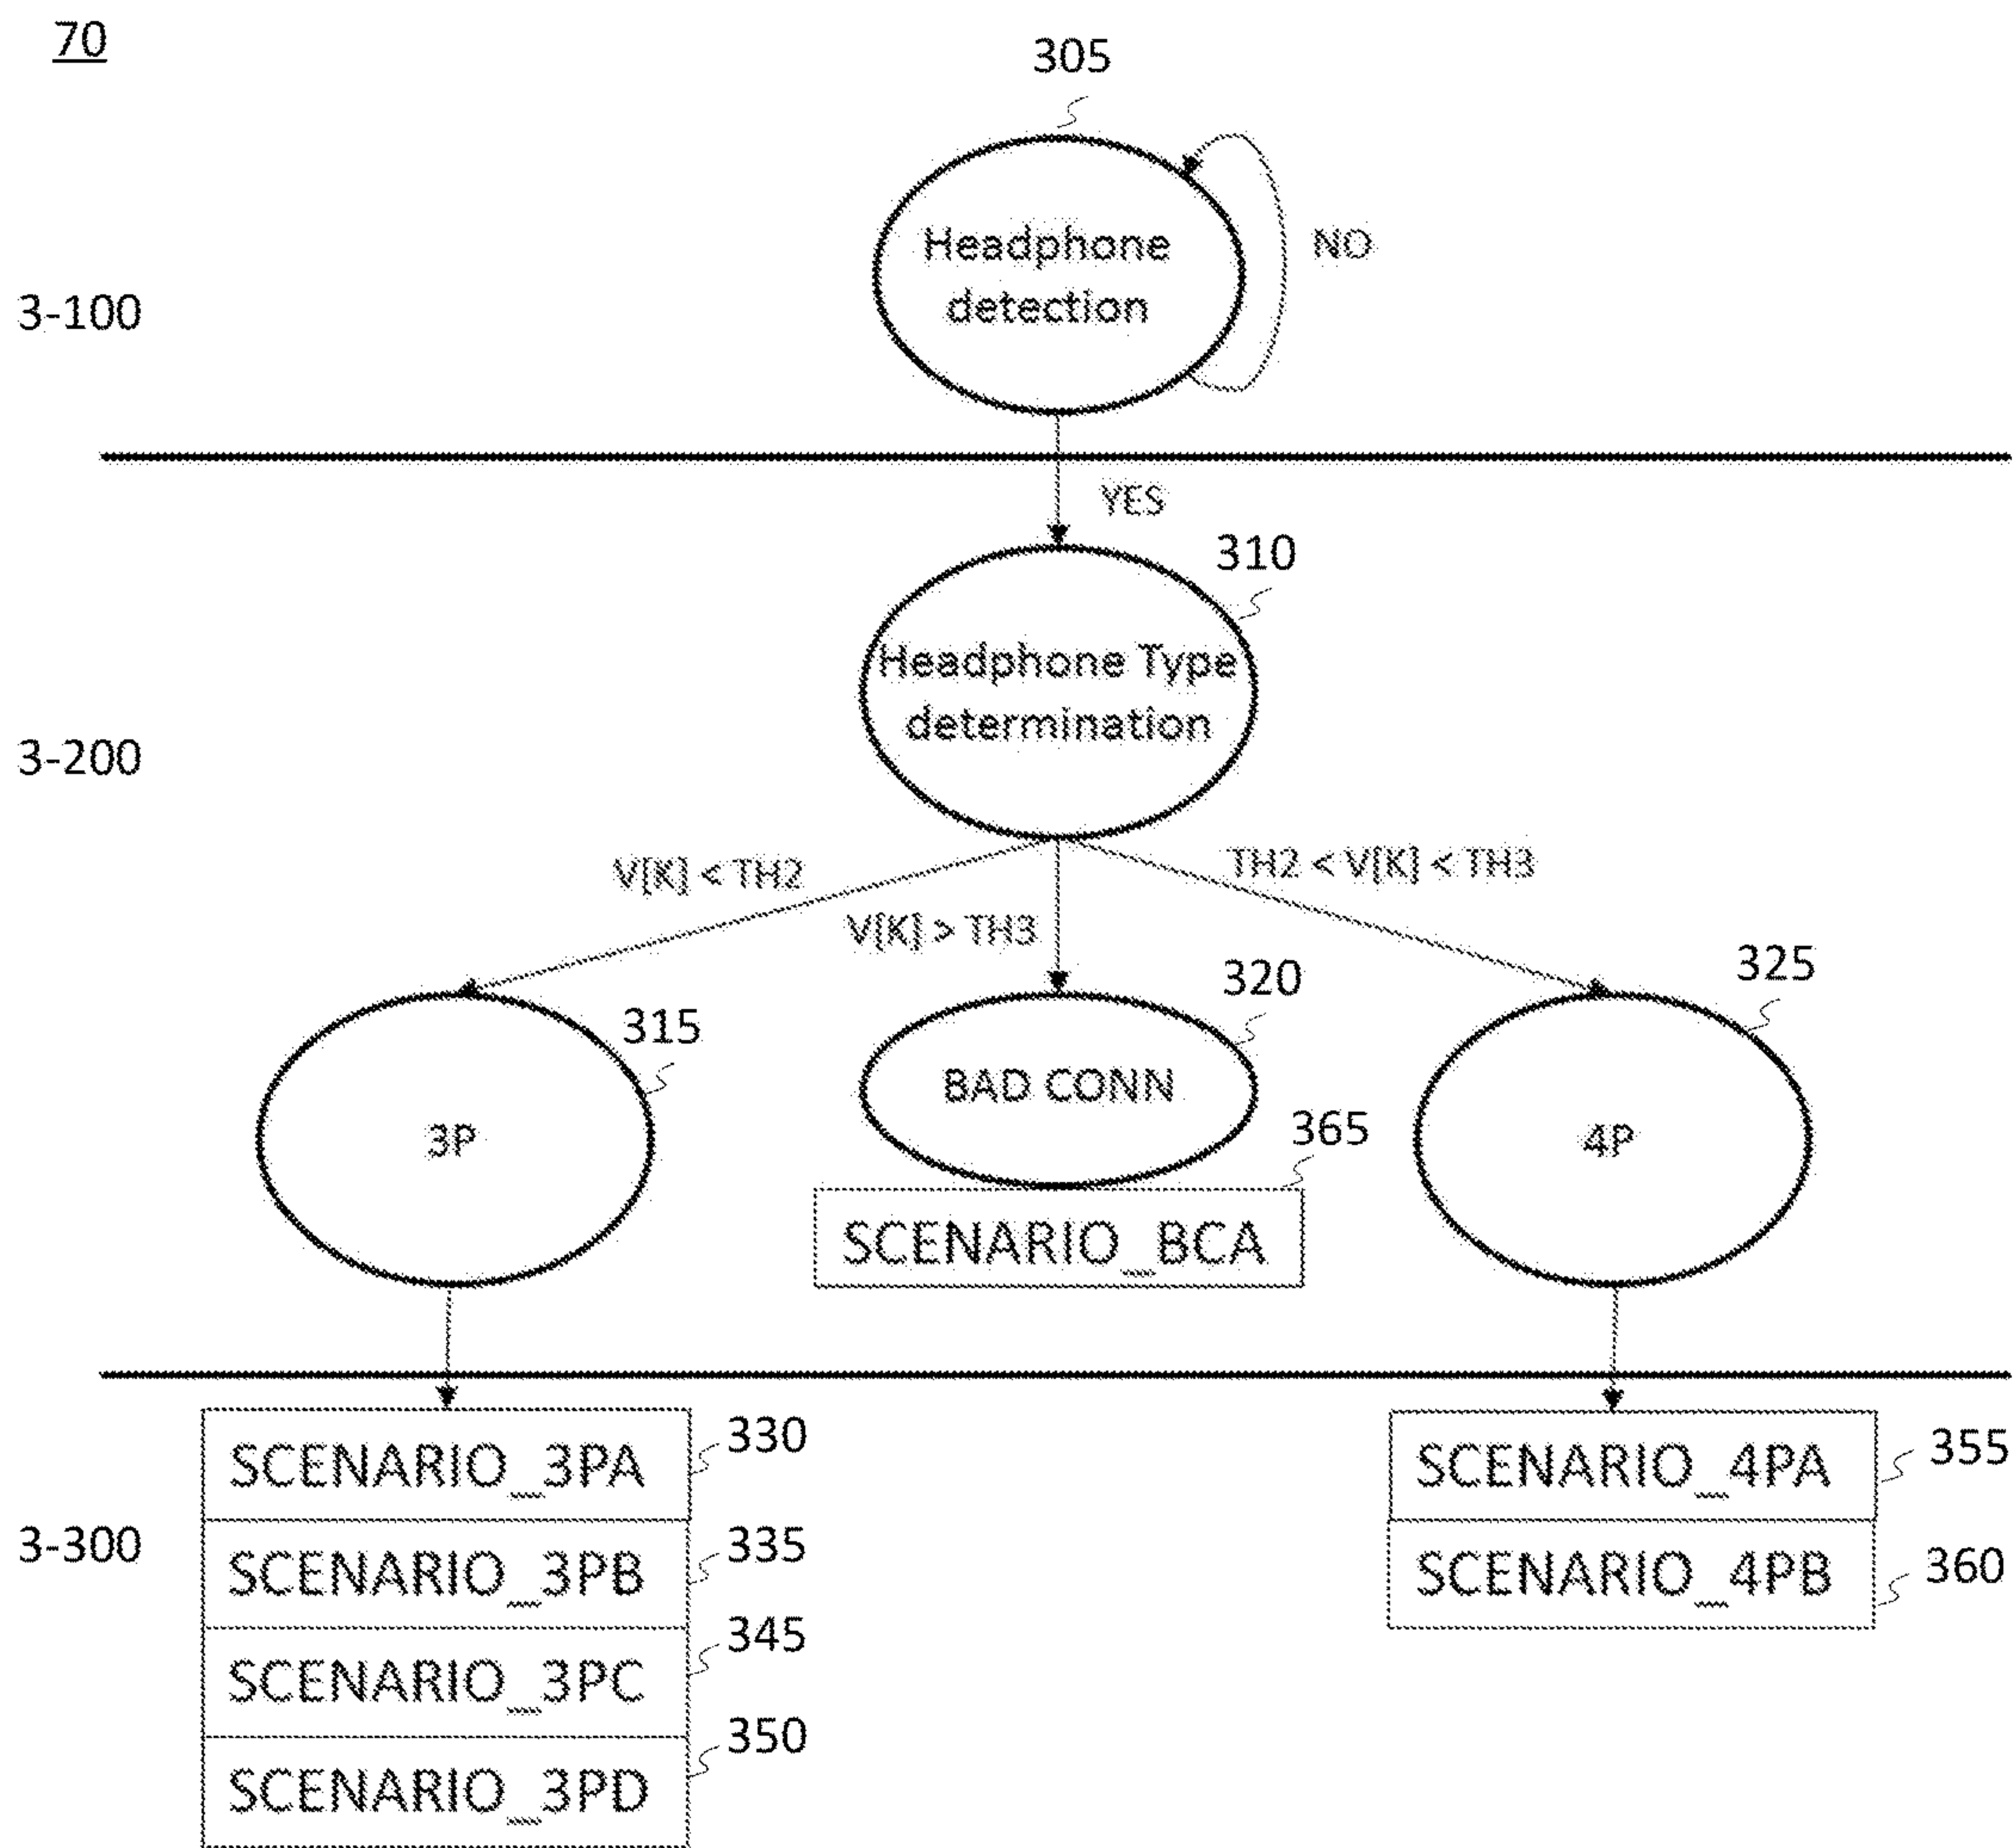 70
305
Headphone
detection
NO
3-100
YES
310
Headphone Type
determination
3-200
V[K] < TH2
V[K] > TH3
TH2 < V[K] < TH3
315
320
325
3P
BAD CONN
4P
365
SCENARIO_BCA
3-300
SCENARIO_3PA
330
SCENARIO_3PB
335
SCENARIO_3PC
345
SCENARIO_3PD
350
SCENARIO_4PA
355
SCENARIO_4PB
360